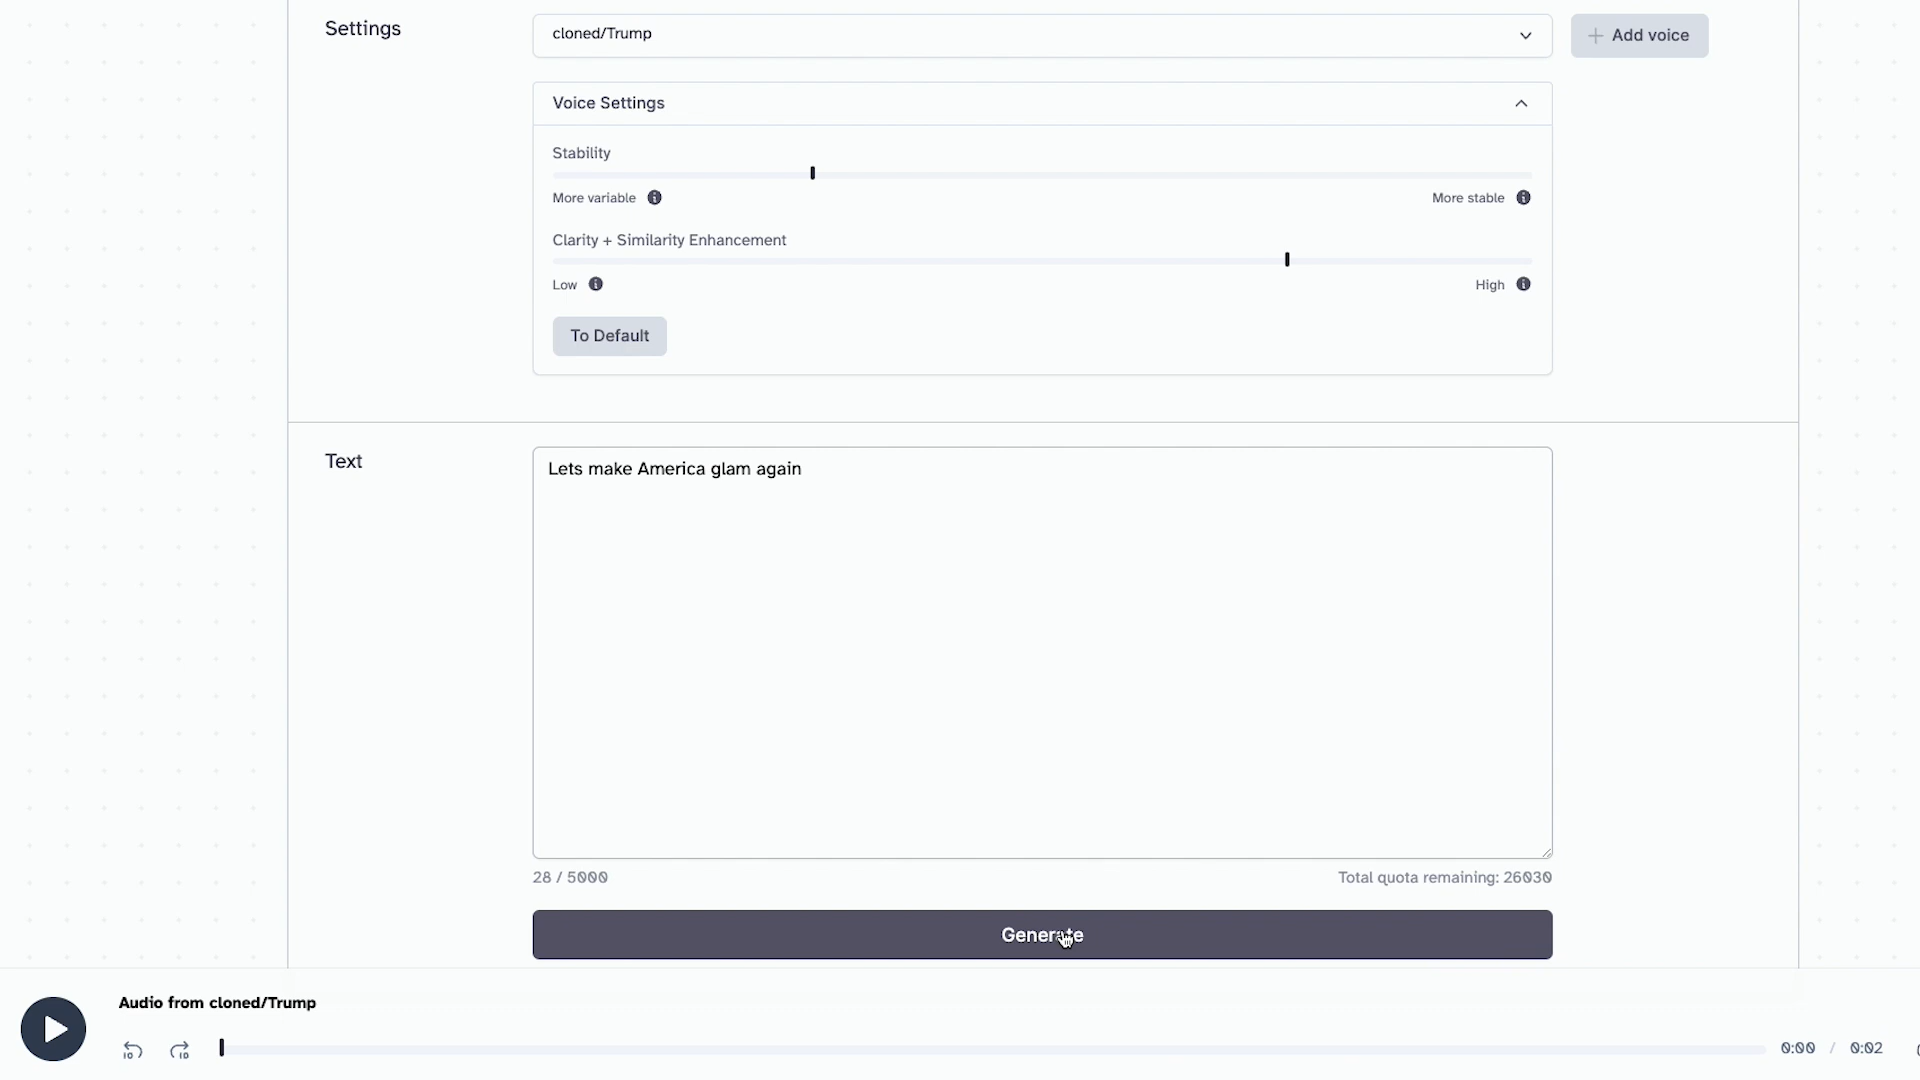 Settings
cloned/Trump
Add voice
Voice Settings
Stability
More variable
More stable
Clarity + Similarity Enhancement
Low
High
To Default
Text
Lets make America glam again
28 / 5000
Total quota remaining: 26030
Generate
Audio from cloned/Trump
10
10
0:00 / 0:02